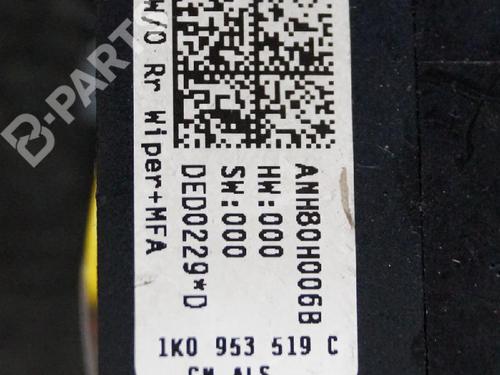 W/O Rr Wiper+MFA
ANH80H006B
HW:000
SW:000
DED0229*D
1K0 953 519 C
B-PARTS